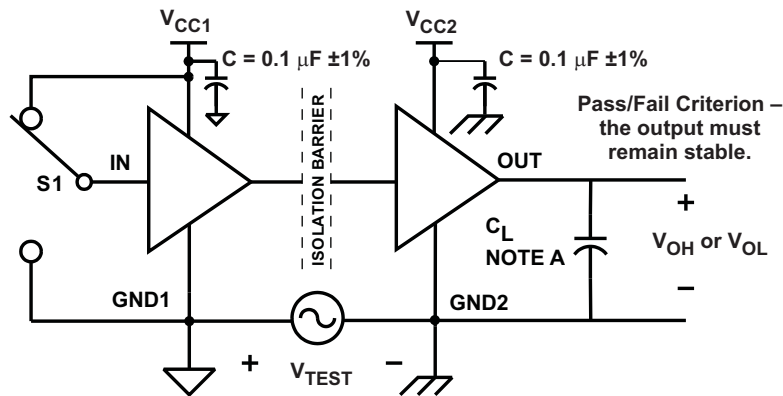 VCC1
VCC2
C = 0.1 μF ±1%
C = 0.1 μF ±1%
Pass/Fail Criterion –
the output must
remain stable.
IN
OUT
S1
ISOLATION BARRIER
CL
NOTE A
+
VOH or VOL
–
GND1
GND2
+
VTEST
–